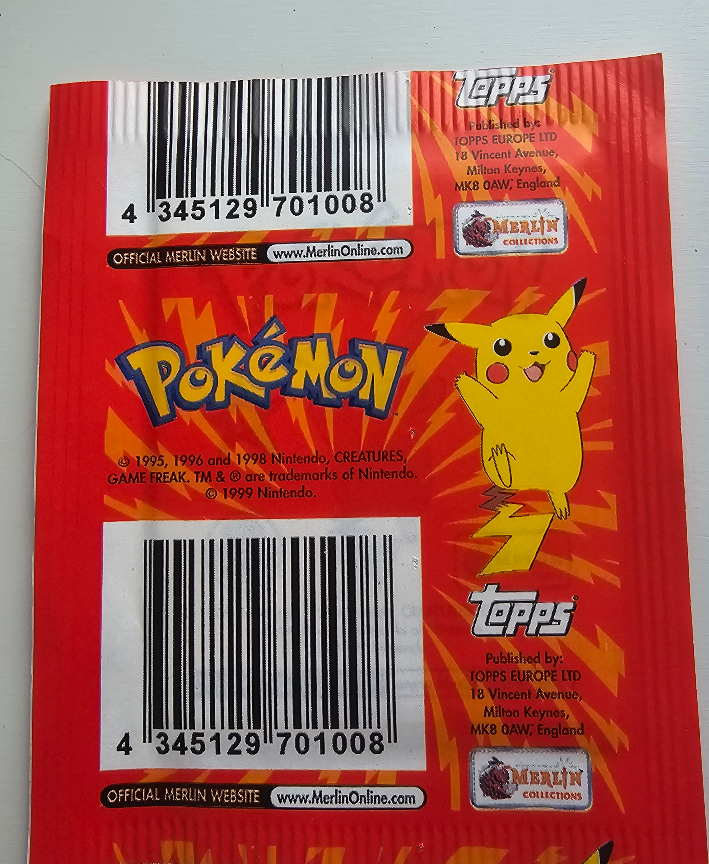 Topps
Published by:
TOPPS EUROPE LTD
18 Vincent Avenue,
Milton Keynes,
MK8 0AW, England
4 345129 701008
MERLIN
COLLECTIONS
OFFICIAL MERLIN WEBSITE www.MerlinOnline.com
POKéMON
© 1995, 1996 and 1998 Nintendo, CREATURES,
GAME FREAK. TM & ® are trademarks of Nintendo.
© 1999 Nintendo.
Topps
Published by:
TOPPS EUROPE LTD
18 Vincent Avenue,
Milton Keynes,
MK8 0AW, England
4 345129 701008
MERLIN
COLLECTIONS
OFFICIAL MERLIN WEBSITE www.MerlinOnline.com